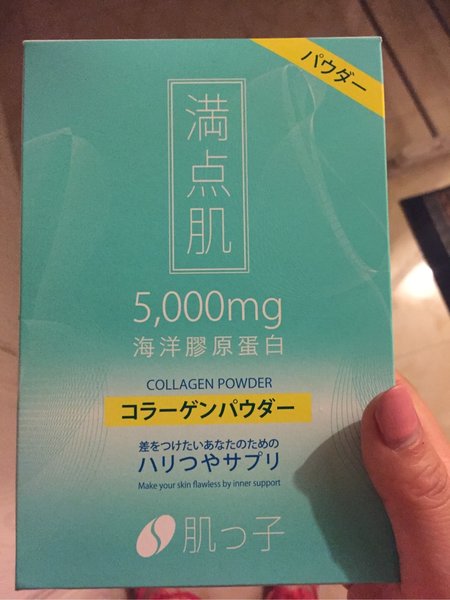 パウダー
満点肌
5,000mg
海洋膠原蛋白
COLLAGEN POWDER
コラーゲンパウダー
差をつけたいあなたのための
ハリつやサプリ
Make your skin flawless by inner support
肌っ子